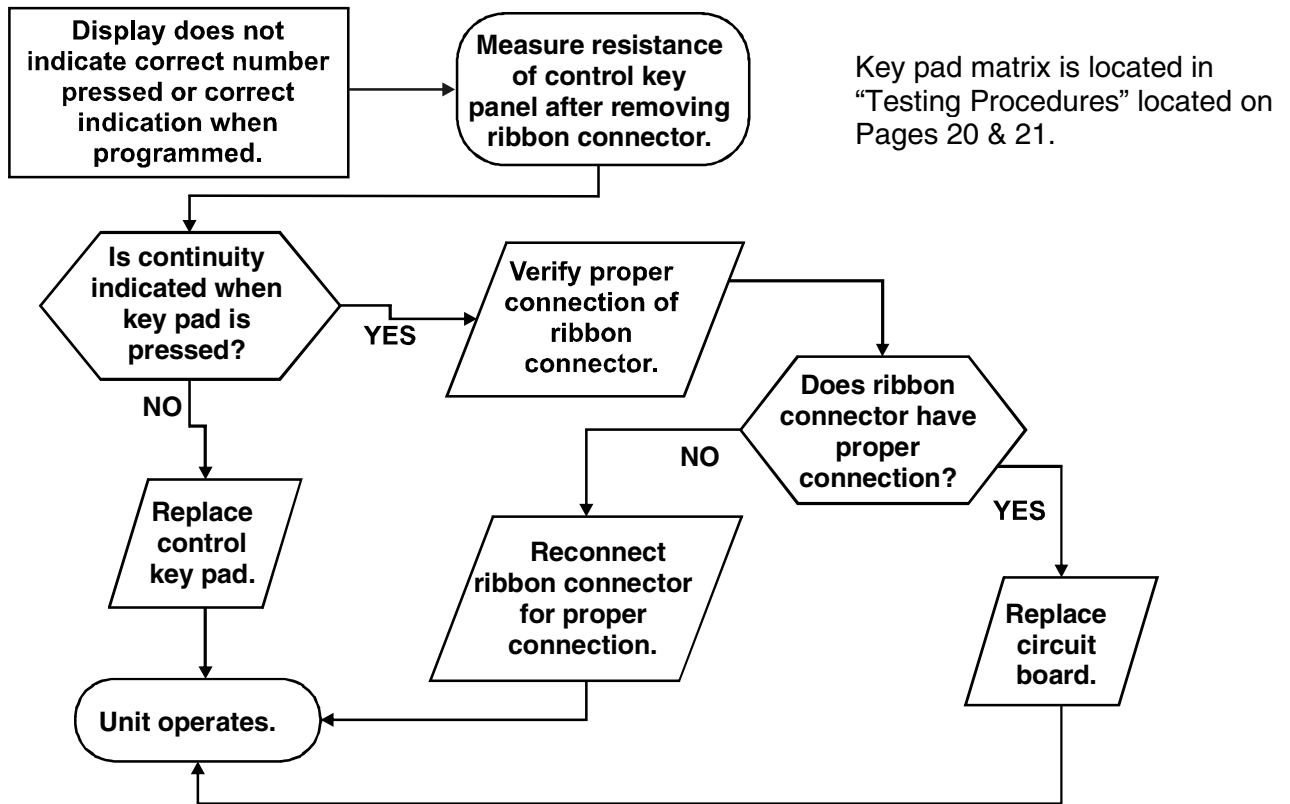 Display does not
indicate correct number
pressed or correct
indication when
programmed.
Measure resistance
of control key
panel after removing
ribbon connector.
Key pad matrix is located in
“Testing Procedures” located on
Pages 20 & 21.
Is continuity
indicated when
key pad is
pressed?
YES
Verify proper
connection of
ribbon
connector.
Does ribbon
connector have
proper
connection?
NO
NO
YES
Replace
control
key pad.
Reconnect
ribbon connector
for proper
connection.
Replace
circuit
board.
Unit operates.